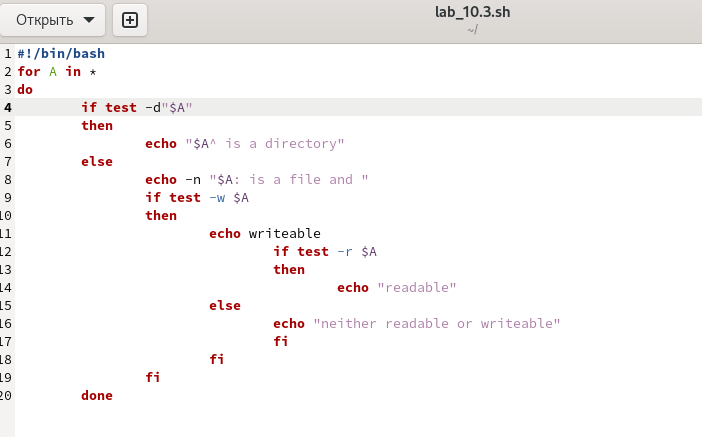 Открыть
lab_10.3.sh
~/
1 #!/bin/bash
2 for A in *
3 do
4 if test -d"$A"
5 then
6 echo "$A^ is a directory"
7 else
8 echo -n "$A: is a file and "
9 if test -w $A
10 then
11 echo writeable
12 if test -r $A
13 then
14 echo "readable"
15 else
16 echo "neither readable or writeable"
17 fi
18 fi
19 fi
20 done